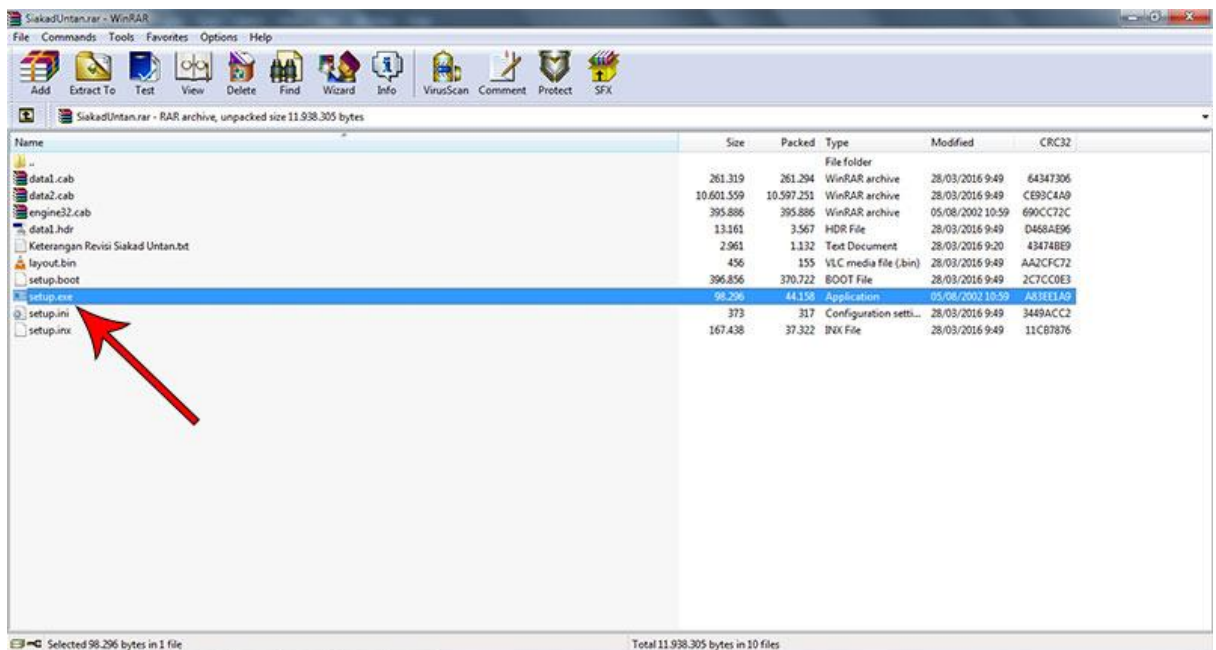 SiakadUntan.rar - WinRAR
File Commands Tools Favorites Options Help
Add Extract To Test View Delete Find Wizard Info VirusScan Comment Protect SFX
SiakadUntan.rar - RAR archive, unpacked size 11.938.305 bytes
Name Size Packed Type Modified CRC32
.. File folder
data1.cab 261.319 261.294 WinRAR archive 28/03/2016 9:49 64347306
data2.cab 10.601.559 10.597.251 WinRAR archive 28/03/2016 9:49 CE93C4A9
engine32.cab 395.886 395.886 WinRAR archive 05/08/2002 10:59 690CC72C
data1.hdr 13.161 3.567 HDR File 28/03/2016 9:49 D468AE96
Keterangan Revisi Siakad Untan.txt 2.961 1.132 Text Document 28/03/2016 9:20 43474BE9
layout.bin 456 155 VLC media file (.bin) 28/03/2016 9:49 AA2CFC72
setup.boot 396.856 370.722 BOOT File 28/03/2016 9:49 2C7CC0E3
setup.exe 98.296 44.158 Application 05/08/2002 10:59 A83EE1A9
setup.ini 373 317 Configuration setti... 28/03/2016 9:49 3449ACC2
setup.inx 167.438 37.322 INX File 28/03/2016 9:49 11CB7876
Selected 98.296 bytes in 1 file Total 11.938.305 bytes in 10 files